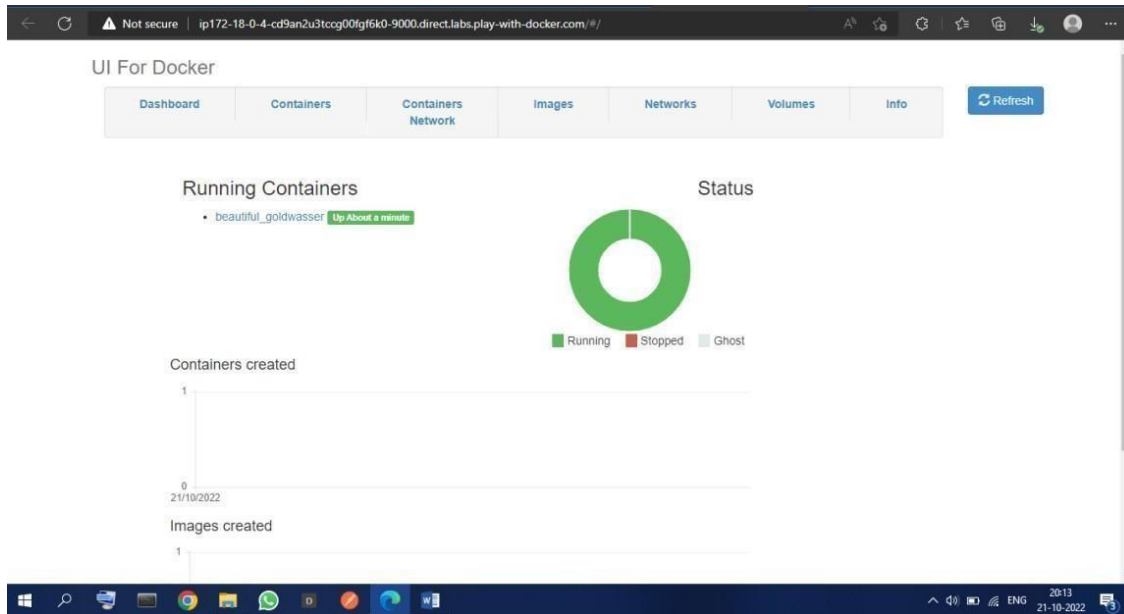 Not secure | ip172-18-0-4-cd9an2u3tccg00fgf6k0-9000.direct.labs.play-with-docker.com/#/
UI For Docker
Dashboard Containers Containers Network Images Networks Volumes Info Refresh
Running Containers
• beautiful_goldwasser Up About a minute
Status
Running Stopped Ghost
Containers created
1
0
21/10/2022
Images created
1
ENG 20:13
21-10-2022